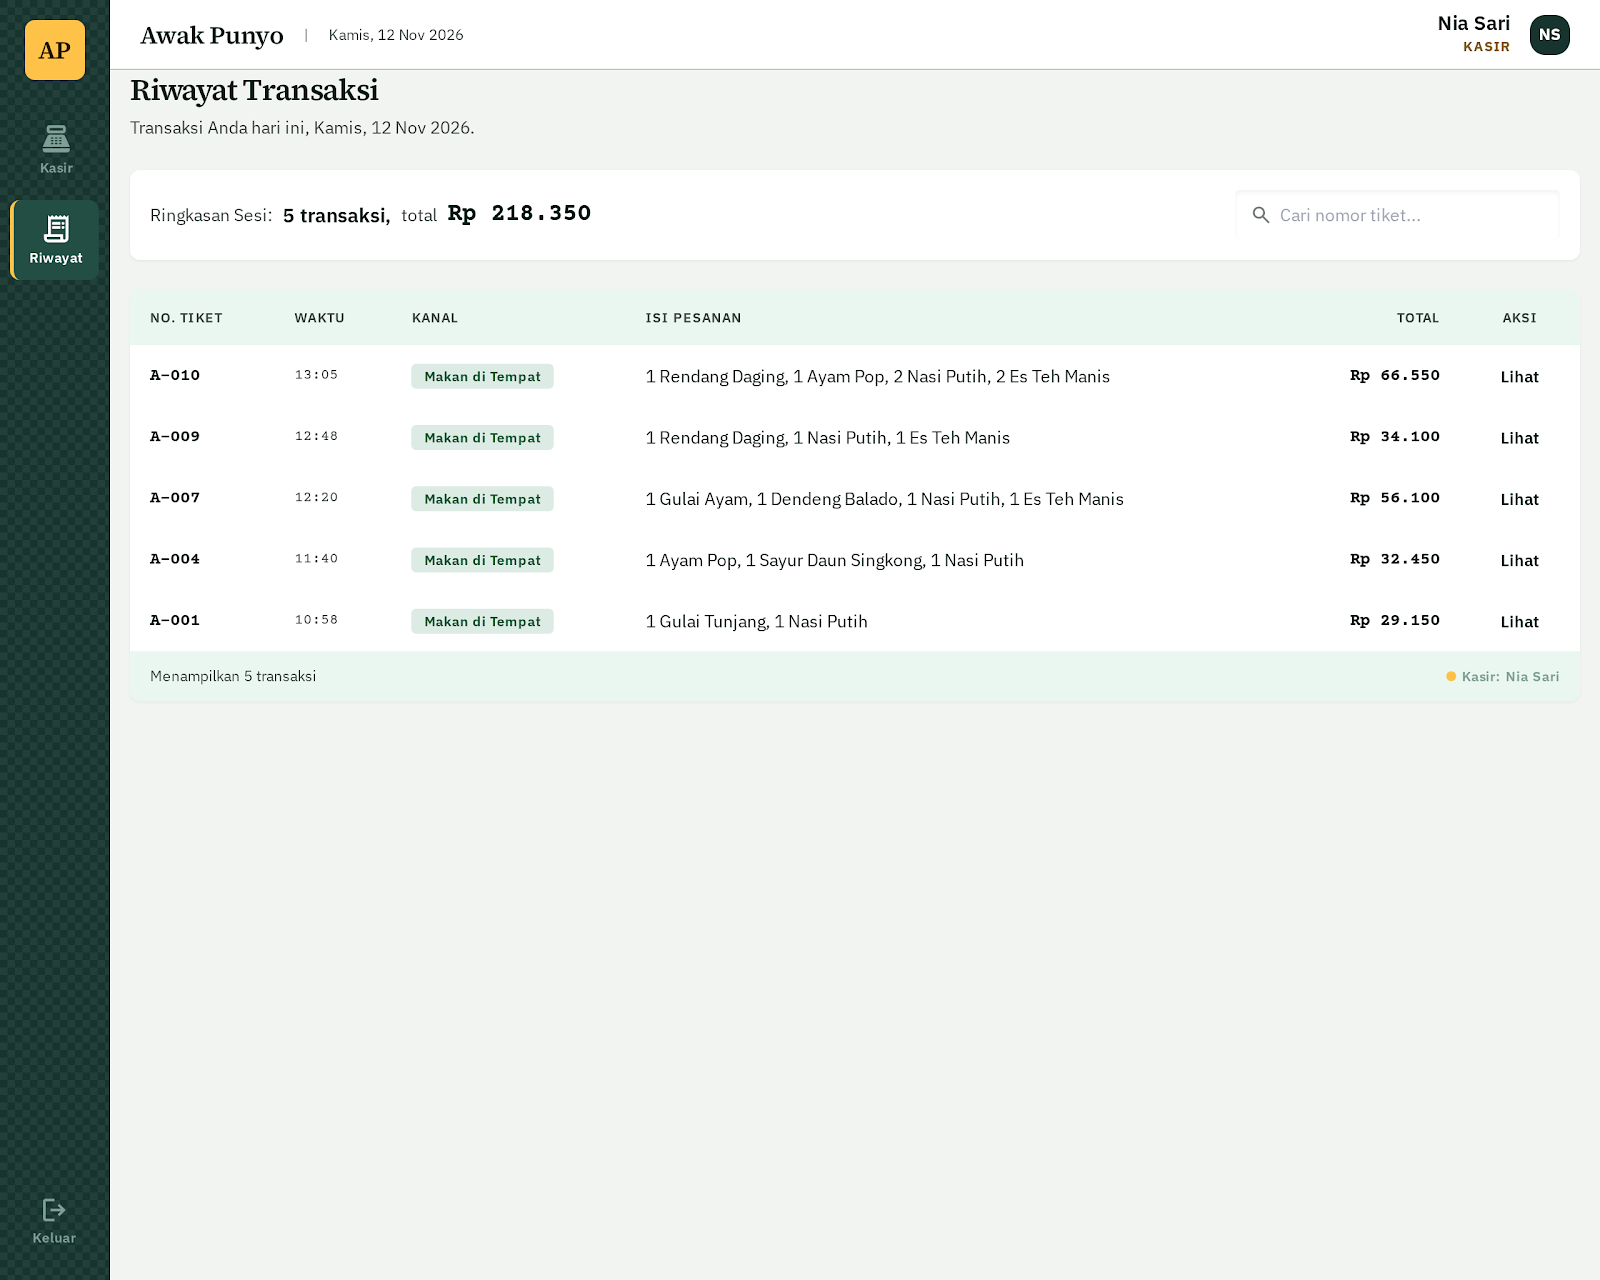 AP
Kasir
Riwayat
Keluar
Awak Punyo | Kamis, 12 Nov 2026
Nia Sari
KASIR
NS
Riwayat Transaksi
Transaksi Anda hari ini, Kamis, 12 Nov 2026.
Ringkasan Sesi: 5 transaksi, total Rp 218.350
Cari nomor tiket...
NO. TIKET WAKTU KANAL ISI PESANAN TOTAL AKSI
A-010 13:05 Makan di Tempat 1 Rendang Daging, 1 Ayam Pop, 2 Nasi Putih, 2 Es Teh Manis Rp 66.550 Lihat
A-009 12:48 Makan di Tempat 1 Rendang Daging, 1 Nasi Putih, 1 Es Teh Manis Rp 34.100 Lihat
A-007 12:20 Makan di Tempat 1 Gulai Ayam, 1 Dendeng Balado, 1 Nasi Putih, 1 Es Teh Manis Rp 56.100 Lihat
A-004 11:40 Makan di Tempat 1 Ayam Pop, 1 Sayur Daun Singkong, 1 Nasi Putih Rp 32.450 Lihat
A-001 10:58 Makan di Tempat 1 Gulai Tunjang, 1 Nasi Putih Rp 29.150 Lihat
Menampilkan 5 transaksi
Kasir: Nia Sari